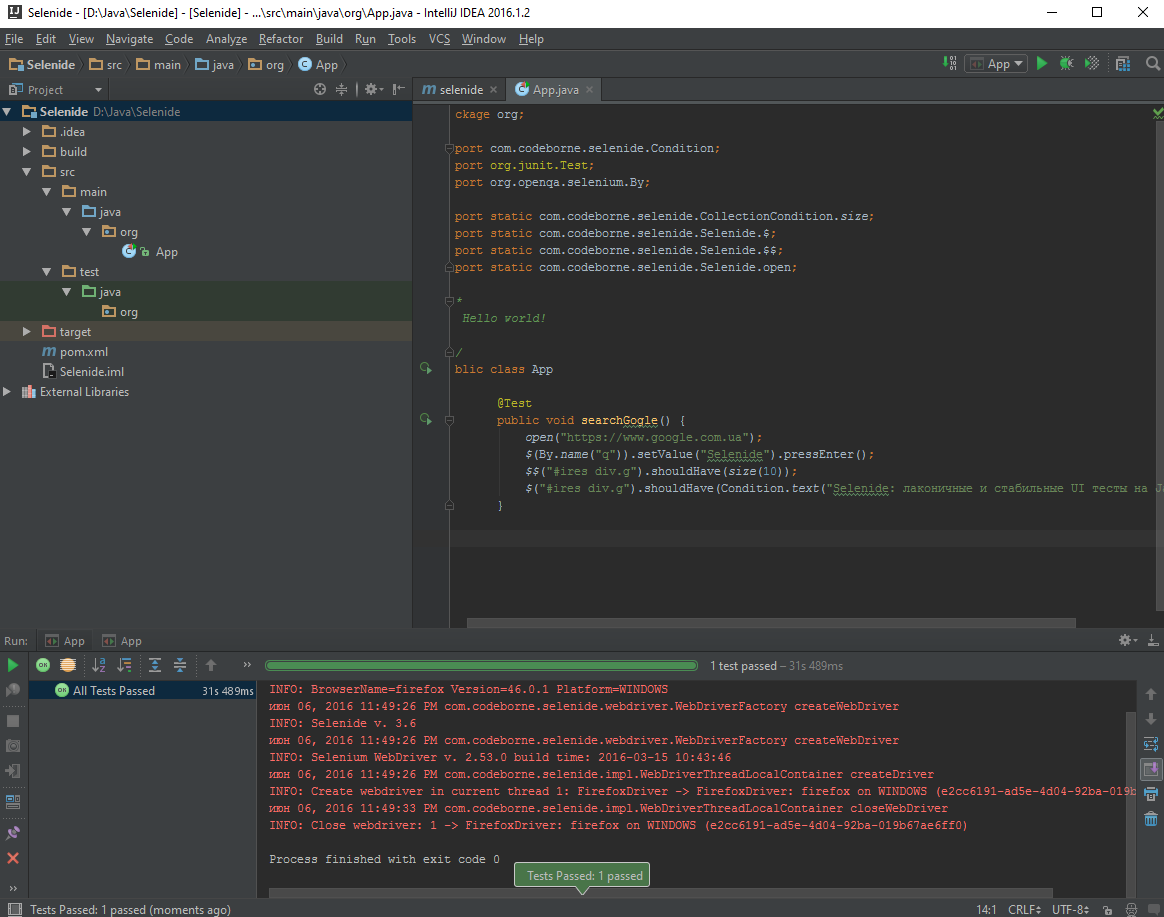 Selenide - [D:\Java\Selenide] - [Selenide] - ...\src\main\java\org\App.java - IntelliJ IDEA 2016.1.2
File Edit View Navigate Code Analyze Refactor Build Run Tools VCS Window Help
Selenide src main java org App
App
Project
selenide App.java
Selenide D:\Java\Selenide
.idea
build
src
main
java
org
App
test
java
org
target
pom.xml
Selenide.iml
External Libraries
ckage org;
port com.codeborne.selenide.Condition;
port org.junit.Test;
port org.openqa.selenium.By;
port static com.codeborne.selenide.CollectionCondition.size;
port static com.codeborne.selenide.Selenide.$;
port static com.codeborne.selenide.Selenide.$$;
port static com.codeborne.selenide.Selenide.open;
*
Hello world!
/
blic class App
@Test
public void searchGogle() {
open("https://www.google.com.ua");
$(By.name("q")).setValue("Selenide").pressEnter();
$$("#ires div.g").shouldHave(size(10));
$("#ires div.g").shouldHave(Condition.text("Selenide: лаконичные и стабильные UI тесты на J
}
Run: App App
1 test passed – 31s 489ms
All Tests Passed 31s 489ms
INFO: BrowserName=firefox Version=46.0.1 Platform=WINDOWS
июн 06, 2016 11:49:26 PM com.codeborne.selenide.webdriver.WebDriverFactory createWebDriver
INFO: Selenide v. 3.6
июн 06, 2016 11:49:26 PM com.codeborne.selenide.webdriver.WebDriverFactory createWebDriver
INFO: Selenium WebDriver v. 2.53.0 build time: 2016-03-15 10:43:46
июн 06, 2016 11:49:26 PM com.codeborne.selenide.impl.WebDriverThreadLocalContainer createDriver
INFO: Create webdriver in current thread 1: FirefoxDriver -> FirefoxDriver: firefox on WINDOWS (e2cc6191-ad5e-4d04-92ba-019b
июн 06, 2016 11:49:33 PM com.codeborne.selenide.impl.WebDriverThreadLocalContainer closeWebDriver
INFO: Close webdriver: 1 -> FirefoxDriver: firefox on WINDOWS (e2cc6191-ad5e-4d04-92ba-019b67ae6ff0)
Process finished with exit code 0
Tests Passed: 1 passed
Tests Passed: 1 passed (moments ago)
14:1 CRLF UTF-8